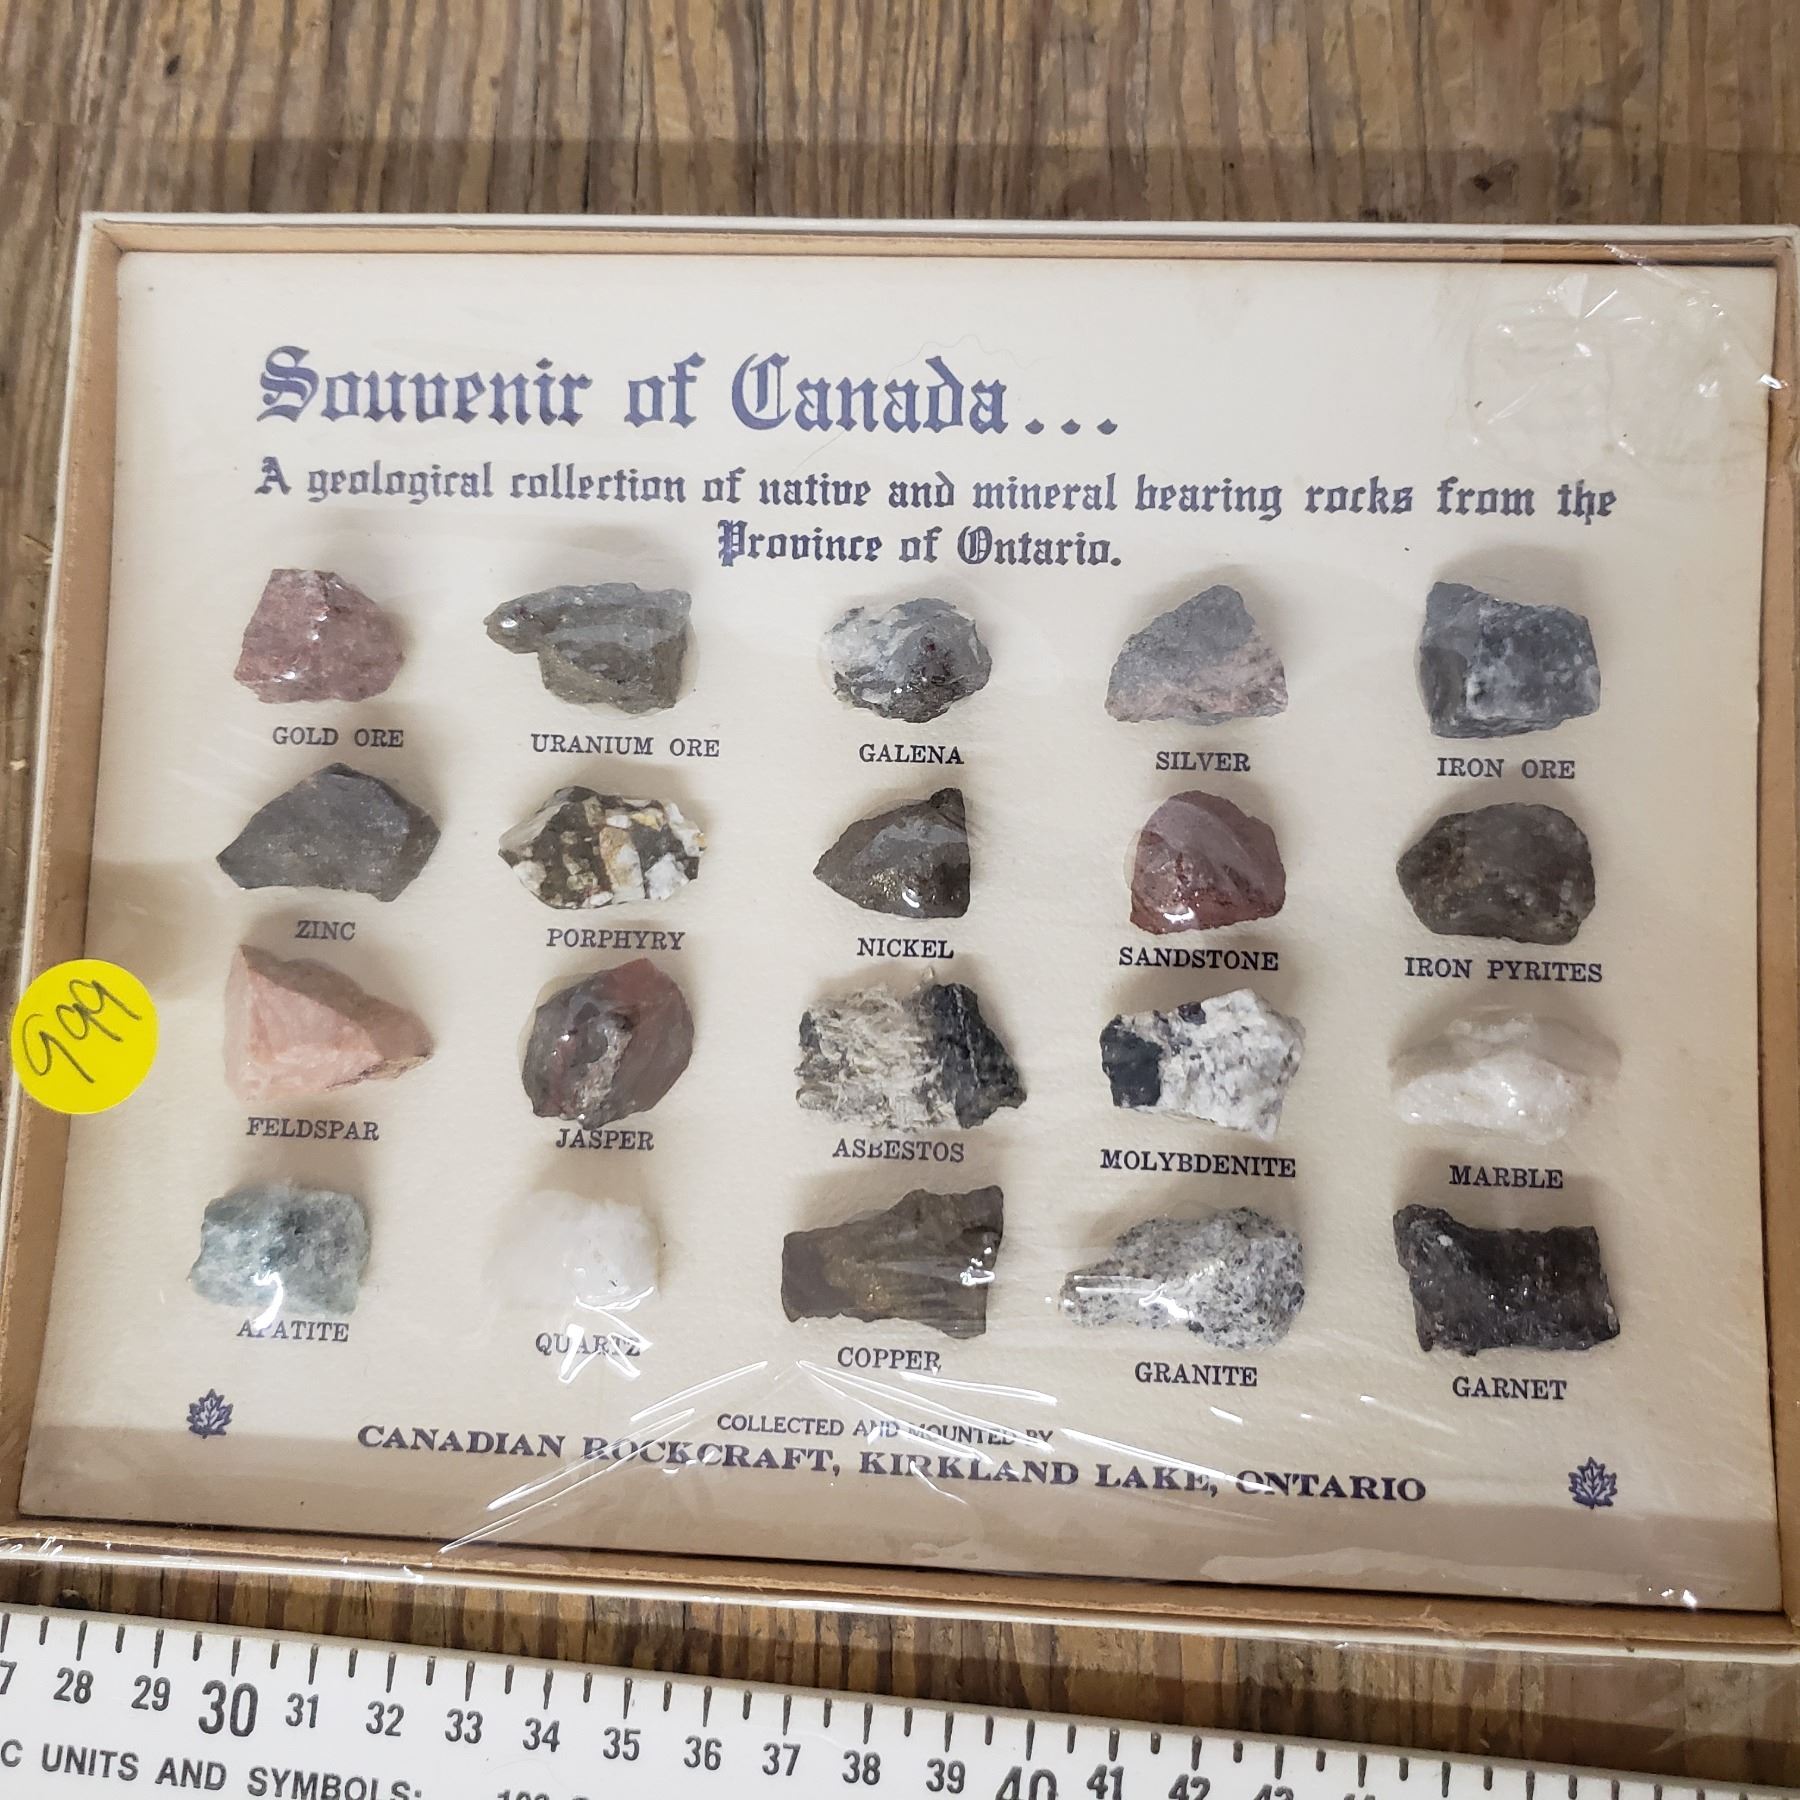 Souvenir of Canada...
A geological collection of native and mineral bearing rocks from the
Province of Ontario.
GOLD ORE URANIUM ORE GALENA SILVER IRON ORE
ZINC PORPHYRY NICKEL SANDSTONE IRON PYRITES
999
FELDSPAR JASPER ASBESTOS MOLYBDENITE MARBLE
APATITE QUARTZ COPPER GRANITE GARNET
COLLECTED AND MOUNTED BY
CANADIAN ROCKCRAFT, KIRKLAND LAKE, ONTARIO
28 29 30 31 32 33 34 35 36 37 38 39 40 41 42 43
C UNITS AND SYMBOLS: